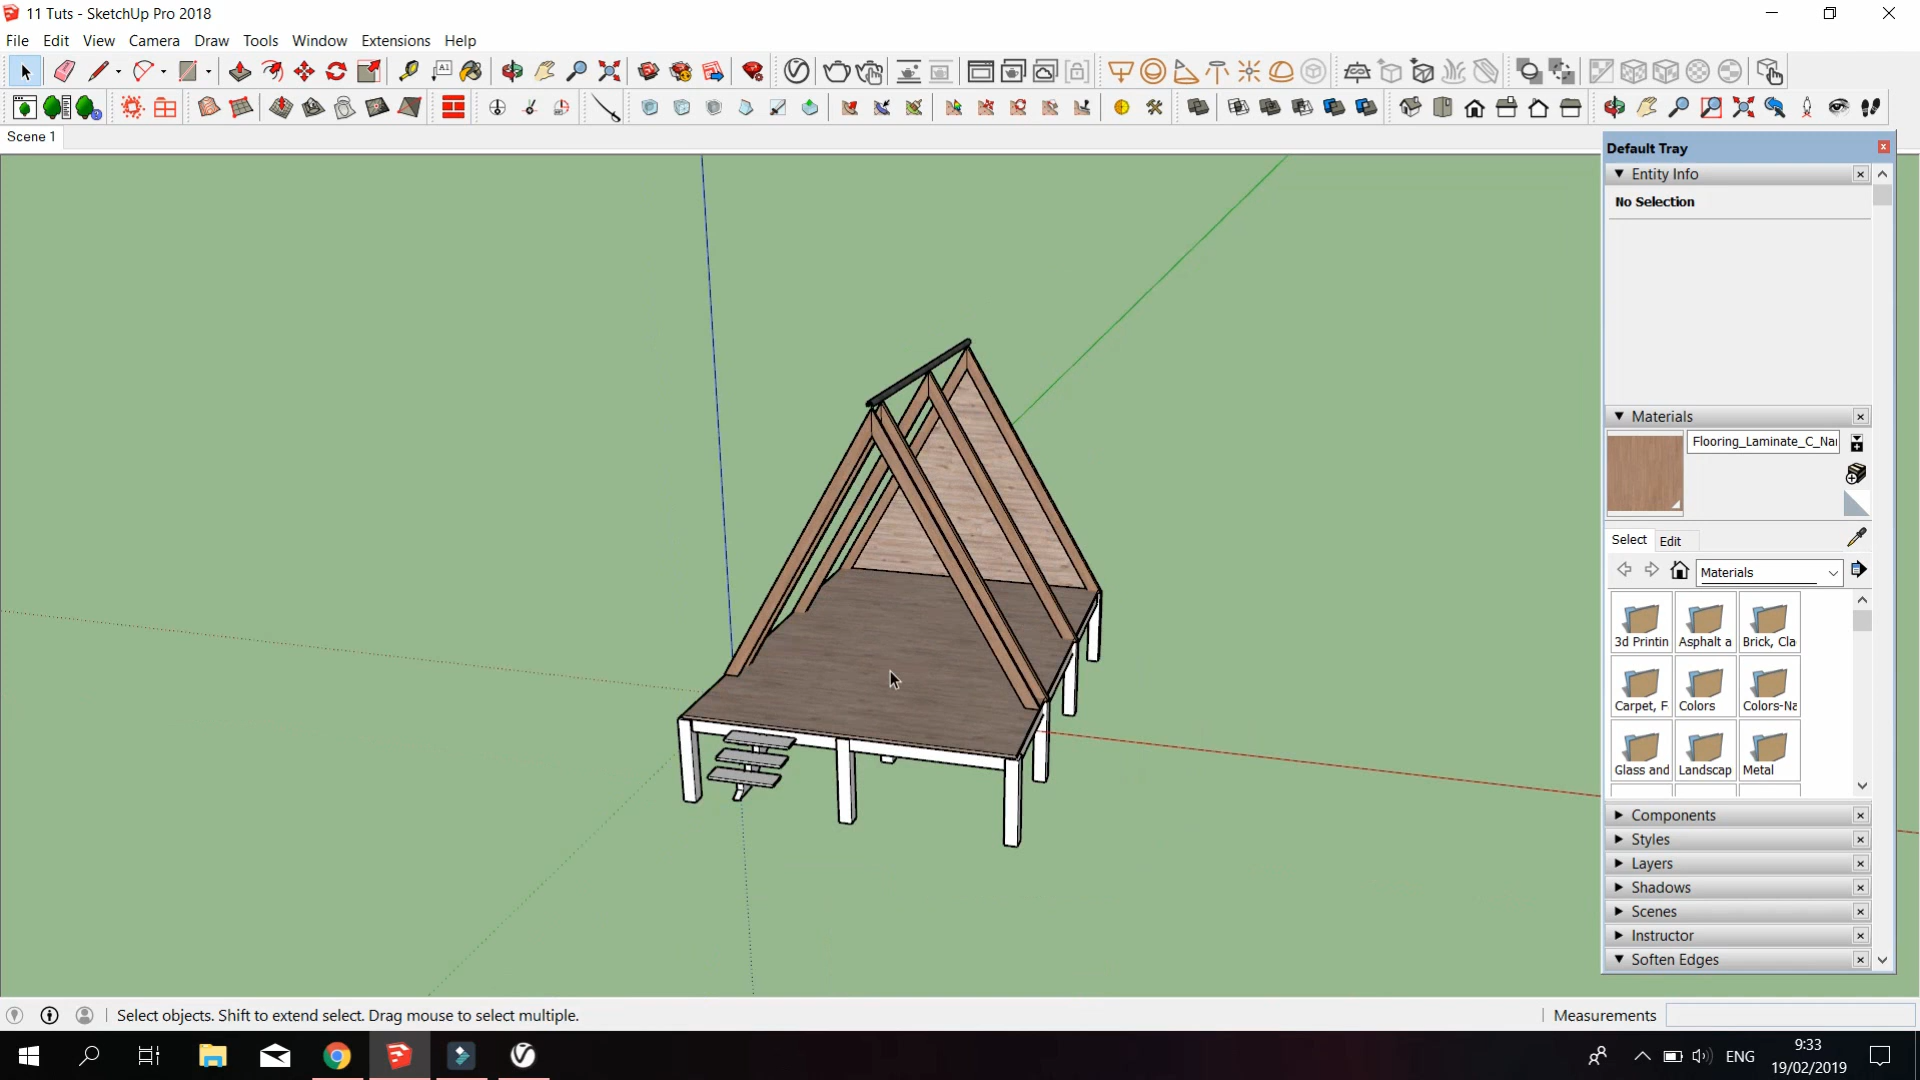 11 Tuts - SketchUp Pro 2018
File Edit View Camera Draw Tools Window Extensions Help
A1
Scene 1
Default Tray
Entity Info
No Selection
Materials
Flooring_Laminate_C_Nai
Select Edit
Materials
3d Printin Asphalt a Brick, Cla
Carpet, F Colors Colors-Na
Glass and Landscap Metal
Components
Styles
Layers
Shadows
Scenes
Instructor
Soften Edges
Select objects. Shift to extend select. Drag mouse to select multiple.
Measurements
ENG
9:33
19/02/2019